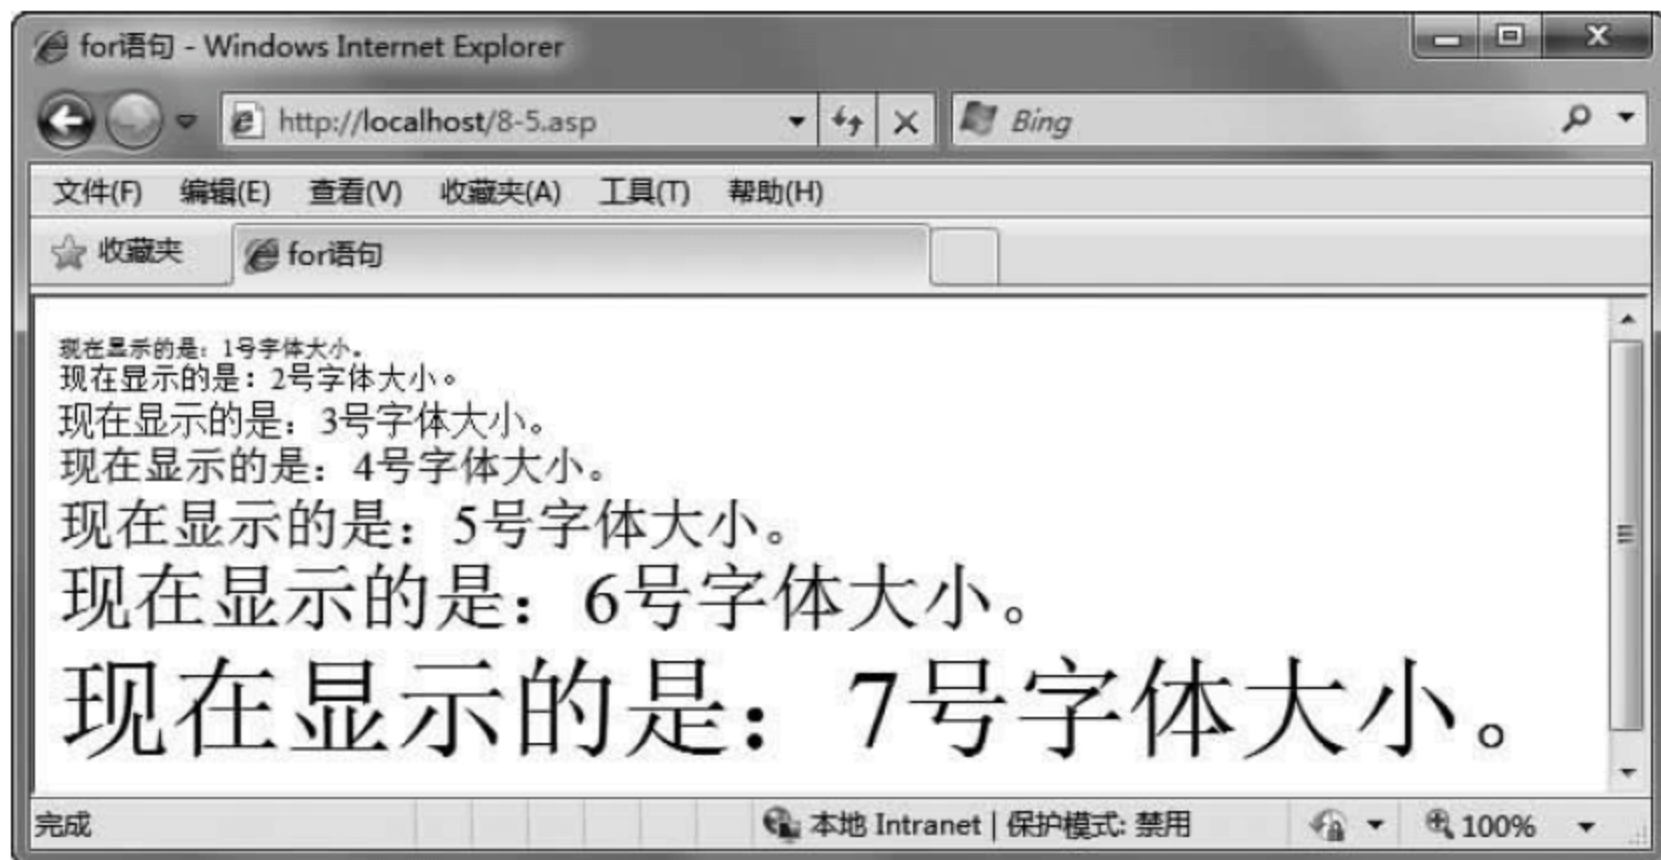 for语句 - Windows Internet Explorer
http://localhost/8-5.asp
Bing
文件(F) 编辑(E) 查看(V) 收藏夹(A) 工具(T) 帮助(H)
收藏夹 for语句
现在显示的是：1号字体大小。
现在显示的是：2号字体大小。
现在显示的是：3号字体大小。
现在显示的是：4号字体大小。
现在显示的是：5号字体大小。
现在显示的是：6号字体大小。
现在显示的是：7号字体大小。
完成 本地 Intranet | 保护模式: 禁用 100%